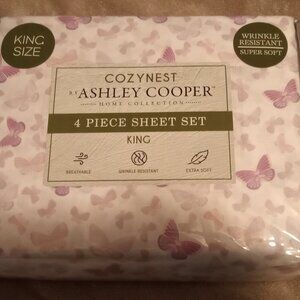 KING
SIZE
WRINKLE
RESISTANT
SUPER SOFT
COZYNEST
BY ASHLEY COOPER™
HOME COLLECTION
4 PIECE SHEET SET
KING
BREATHABLE
WRINKLE RESISTANT
EXTRA SOFT